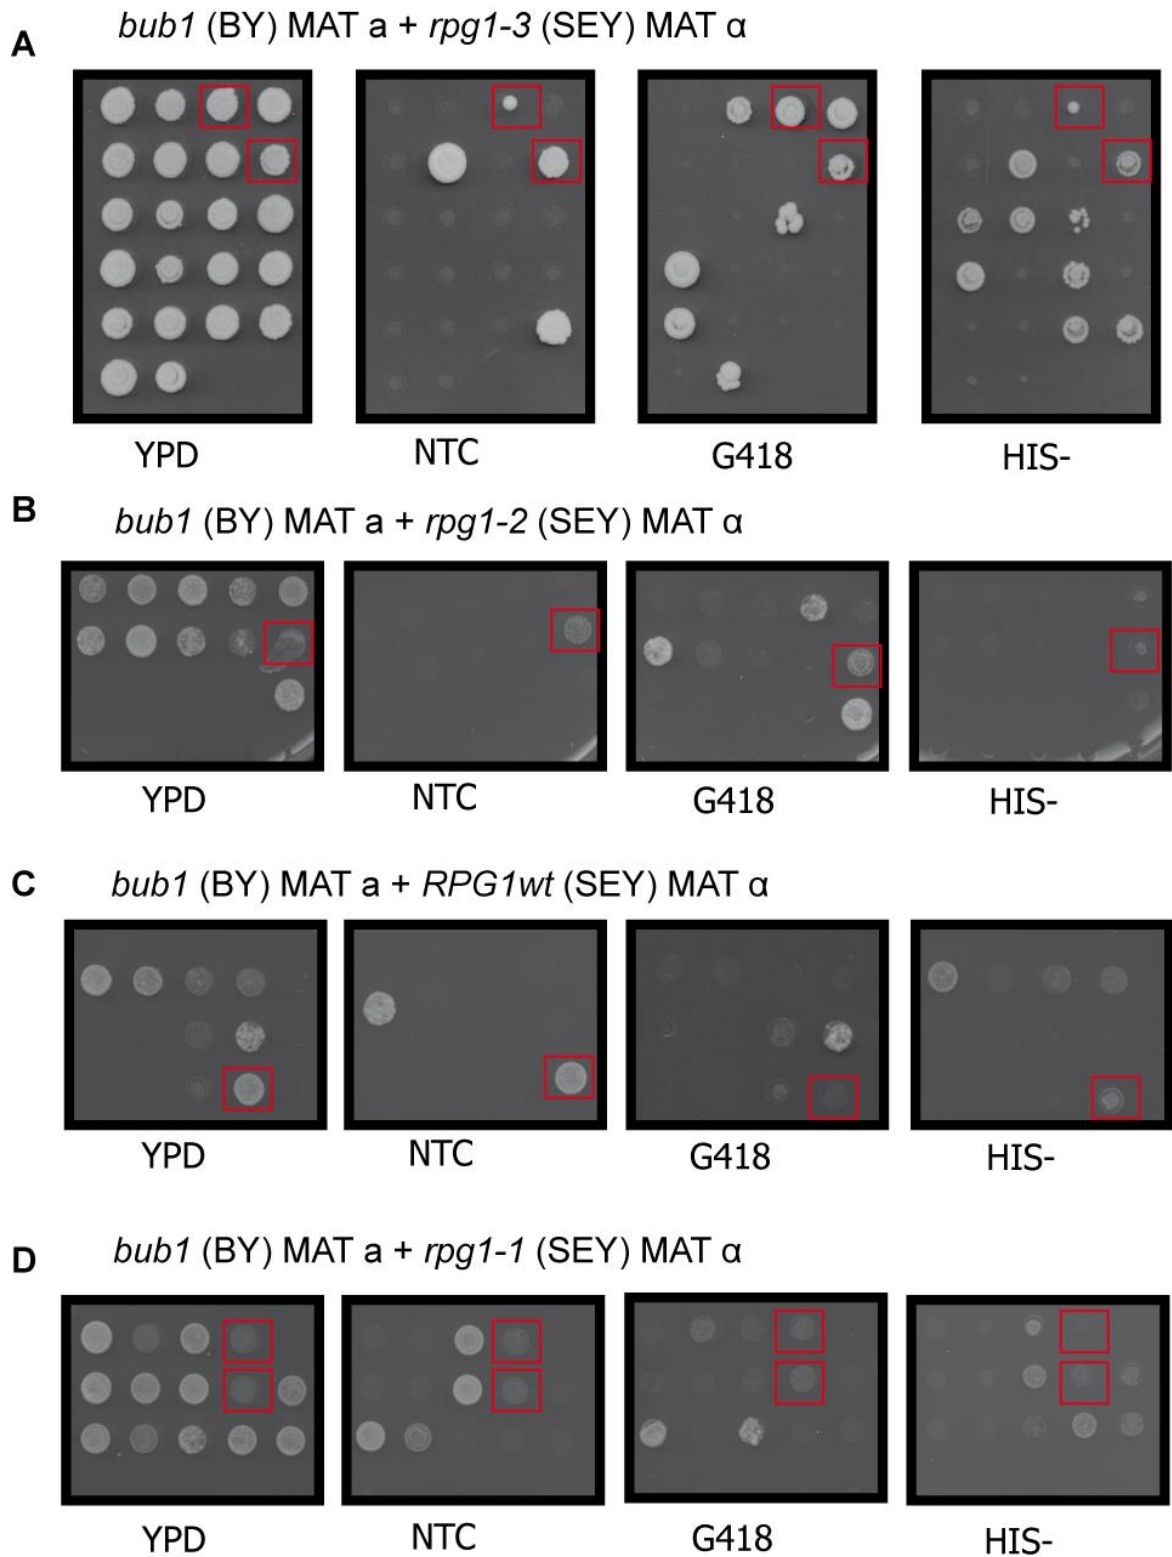 A
bub1 (BY) MAT a + rpg1-3 (SEY) MAT α
YPD NTC G418 HIS-
B
bub1 (BY) MAT a + rpg1-2 (SEY) MAT α
YPD NTC G418 HIS-
C
bub1 (BY) MAT a + RPG1wt (SEY) MAT α
YPD NTC G418 HIS-
D
bub1 (BY) MAT a + rpg1-1 (SEY) MAT α
YPD NTC G418 HIS-